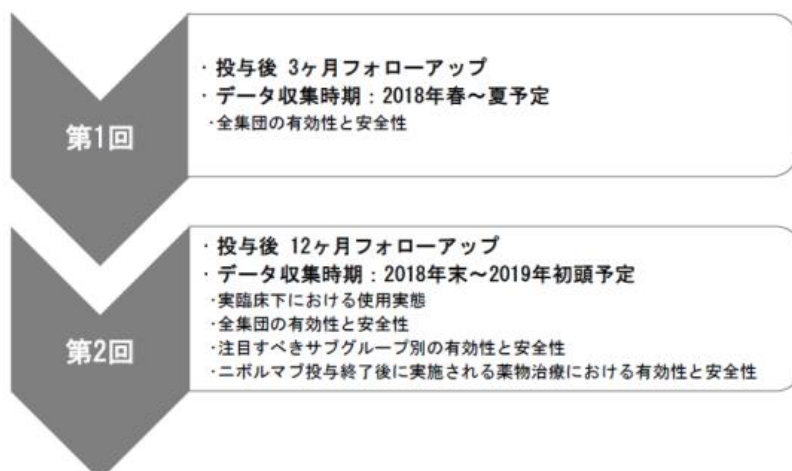 第1回
· 投与後 3ヶ月フォローアップ
· データ収集時期：2018年春～夏予定
·全集団の有効性と安全性
第2回
· 投与後 12ヶ月フォローアップ
· データ収集時期：2018年末～2019年初頭予定
·実臨床下における使用実態
·全集団の有効性と安全性
·注目すべきサブグループ別の有効性と安全性
·ニボルマブ投与終了後に実施される薬物治療における有効性と安全性